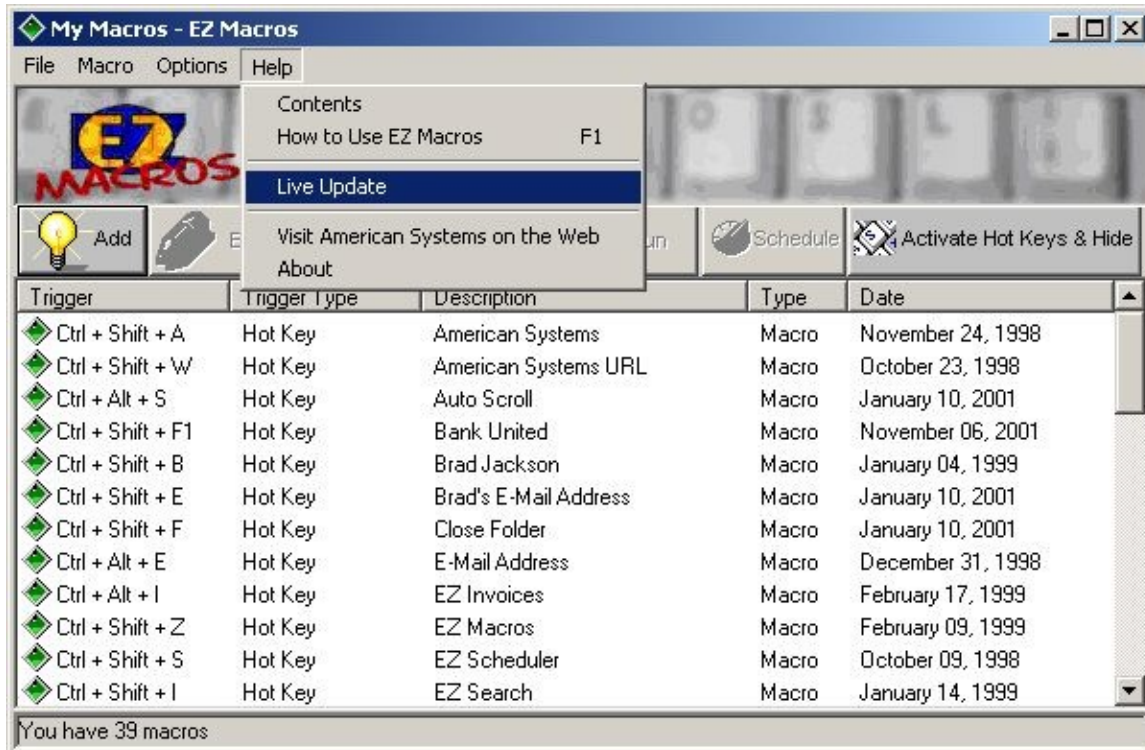 My Macros - EZ Macros
File Macro Options Help
Contents
How to Use EZ Macros F1
Live Update
Visit American Systems on the Web
About
EZ
MACROS
O S L
Add Schedule Activate Hot Keys & Hide
Trigger Trigger Type Description Type Date
Ctrl + Shift + A Hot Key American Systems Macro November 24, 1998
Ctrl + Shift + W Hot Key American Systems URL Macro October 23, 1998
Ctrl + Alt + S Hot Key Auto Scroll Macro January 10, 2001
Ctrl + Shift + F1 Hot Key Bank United Macro November 06, 2001
Ctrl + Shift + B Hot Key Brad Jackson Macro January 04, 1999
Ctrl + Shift + E Hot Key Brad's E-Mail Address Macro January 10, 2001
Ctrl + Shift + F Hot Key Close Folder Macro January 10, 2001
Ctrl + Alt + E Hot Key E-Mail Address Macro December 31, 1998
Ctrl + Alt + I Hot Key EZ Invoices Macro February 17, 1999
Ctrl + Shift + Z Hot Key EZ Macros Macro February 09, 1999
Ctrl + Shift + S Hot Key EZ Scheduler Macro October 09, 1998
Ctrl + Shift + I Hot Key EZ Search Macro January 14, 1999
You have 39 macros